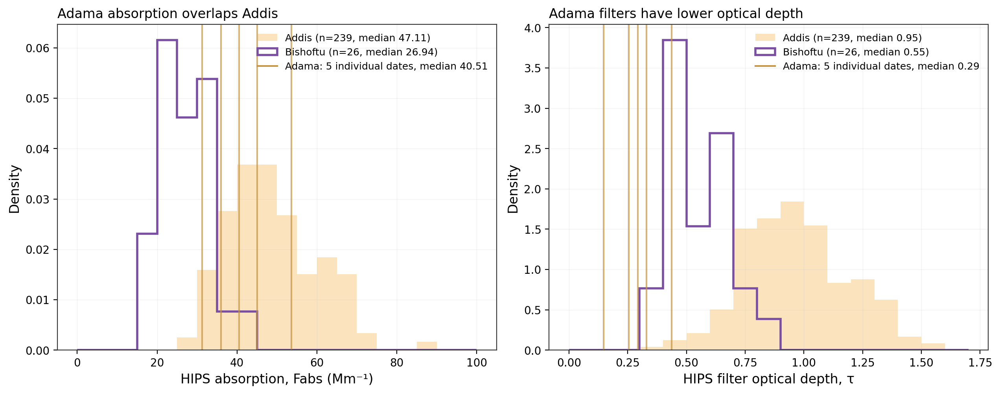 Adama absorption overlaps Addis
Addis (n=239, median 47.11)
Bishoftu (n=26, median 26.94)
Adama: 5 individual dates, median 40.51
Density
0.06
0.05
0.04
0.03
0.02
0.01
0.00
0 20 40 60 80 100
HIPS absorption, Fabs (Mm⁻¹)
Adama filters have lower optical depth
Addis (n=239, median 0.95)
Bishoftu (n=26, median 0.55)
Adama: 5 individual dates, median 0.29
Density
4.0
3.5
3.0
2.5
2.0
1.5
1.0
0.5
0.0
0.00 0.25 0.50 0.75 1.00 1.25 1.50 1.75
HIPS filter optical depth, τ